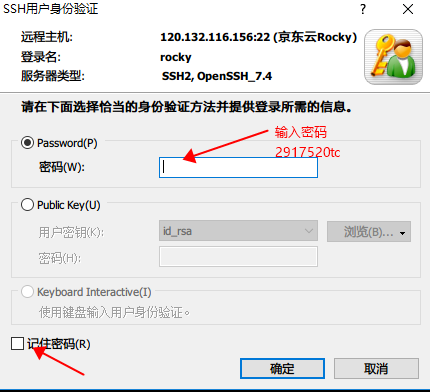 SSH用户身份验证
远程主机: 120.132.116.156:22 (京东云Rocky)
登录名: rocky
服务器类型: SSH2, OpenSSH_7.4
请在下面选择恰当的身份验证方法并提供登录所需的信息。
Password(P)
输入密码
密码(W):
2917520tc
Public Key(U)
用户密钥(K): id_rsa 浏览(B)...
密码(H):
Keyboard Interactive(I)
使用键盘输入用户身份验证。
记住密码(R)
确定 取消